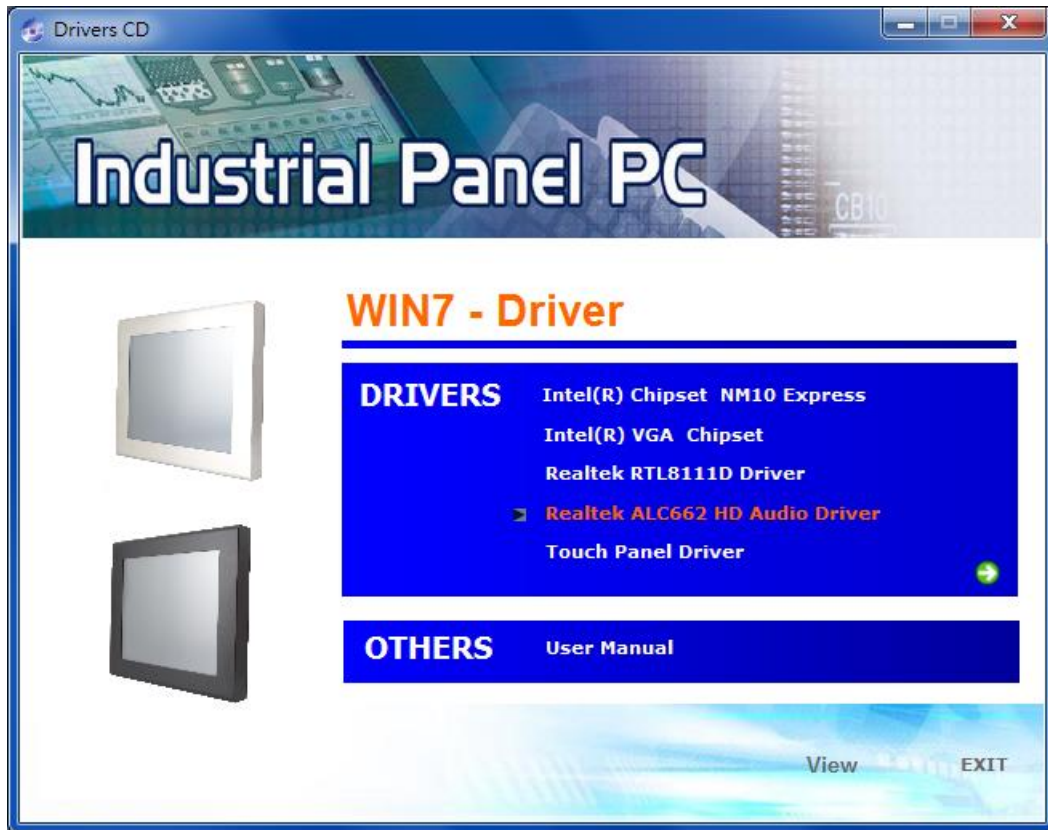 Drivers CD
Industrial Panel PC
CB10
WIN7 - Driver
DRIVERS
Intel(R) Chipset NM10 Express
Intel(R) VGA Chipset
Realtek RTL8111D Driver
Realtek ALC662 HD Audio Driver
Touch Panel Driver
OTHERS
User Manual
View
EXIT